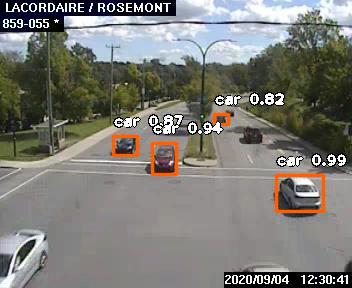 LACORDAIRE / ROSEMONT
859-055 *
car 0.82
car 0.87
car 0.94
car 0.99
2020/09/04 12:30:41